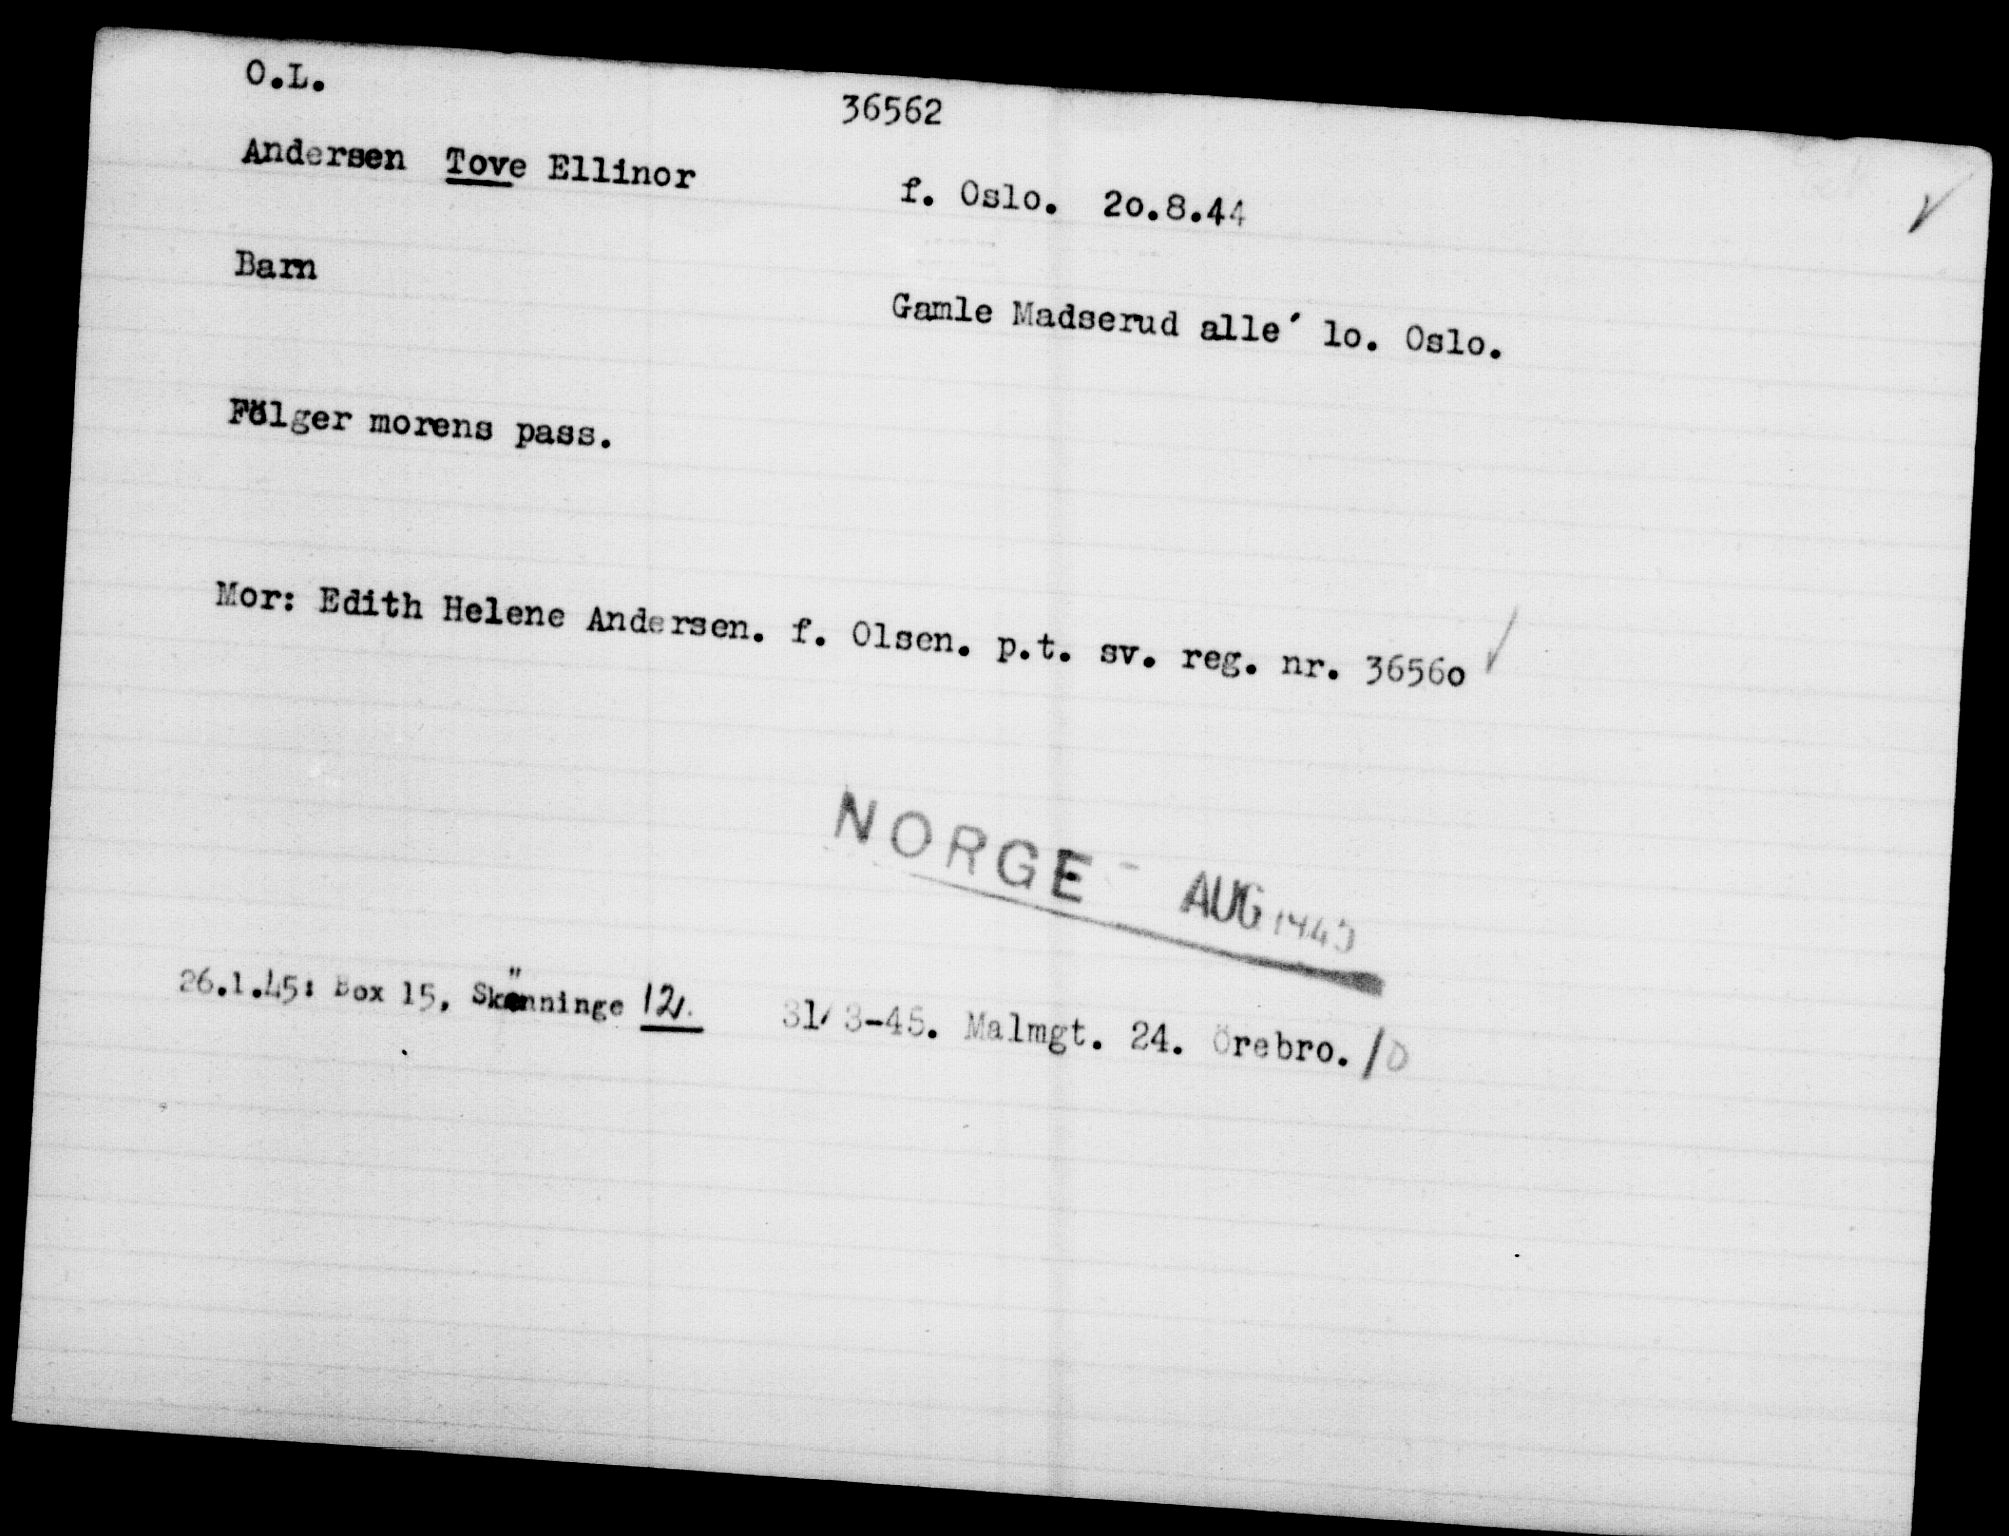 O.L.
36562
Andersen Tove Ellinor
f. Oslo. 2o.8.44
Barn
Gamle Madserud alle´ lo. Oslo.
Fölger morens pass.
Mor: Edith Helene Andersen. f. Olsen. p.t. sv. reg. nr. 3656o
NORGE - AUG 1945
26.1.45: Box 15, Skänninge 12.
31/3-45. Malmgt. 24. Örebro. /D